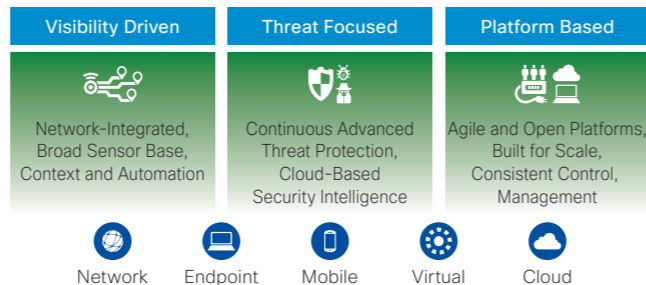 Visibility Driven
Threat Focused
Platform Based
Network-Integrated,
Broad Sensor Base,
Context and Automation
Continuous Advanced
Threat Protection,
Cloud-Based
Security Intelligence
Agile and Open Platforms,
Built for Scale,
Consistent Control,
Management
Network
Endpoint
Mobile
Virtual
Cloud